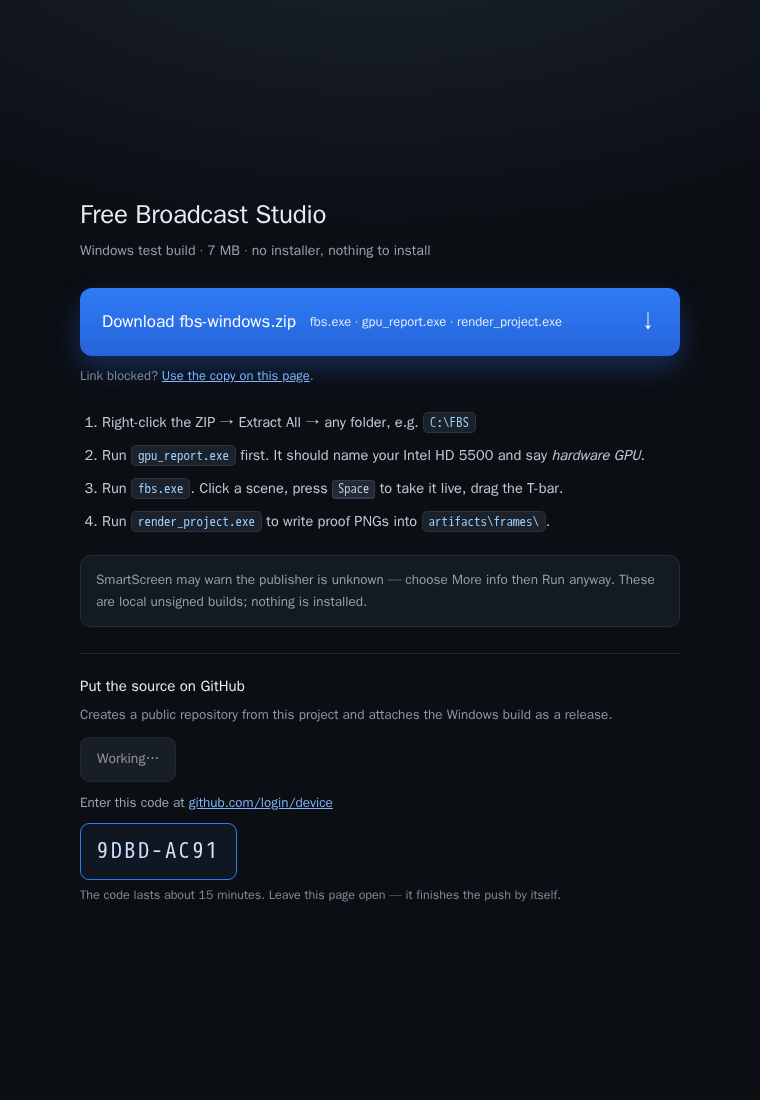 Free Broadcast Studio
Windows test build · 7 MB · no installer, nothing to install
Download fbs-windows.zip fbs.exe · gpu_report.exe · render_project.exe ↓
Link blocked? Use the copy on this page.
1. Right-click the ZIP → Extract All → any folder, e.g. C:\FBS
2. Run gpu_report.exe first. It should name your Intel HD 5500 and say hardware GPU.
3. Run fbs.exe. Click a scene, press Space to take it live, drag the T-bar.
4. Run render_project.exe to write proof PNGs into artifacts\frames\.
SmartScreen may warn the publisher is unknown — choose More info then Run anyway. These
are local unsigned builds; nothing is installed.
Put the source on GitHub
Creates a public repository from this project and attaches the Windows build as a release.
Working…
Enter this code at github.com/login/device
9DBD-AC91
The code lasts about 15 minutes. Leave this page open — it finishes the push by itself.